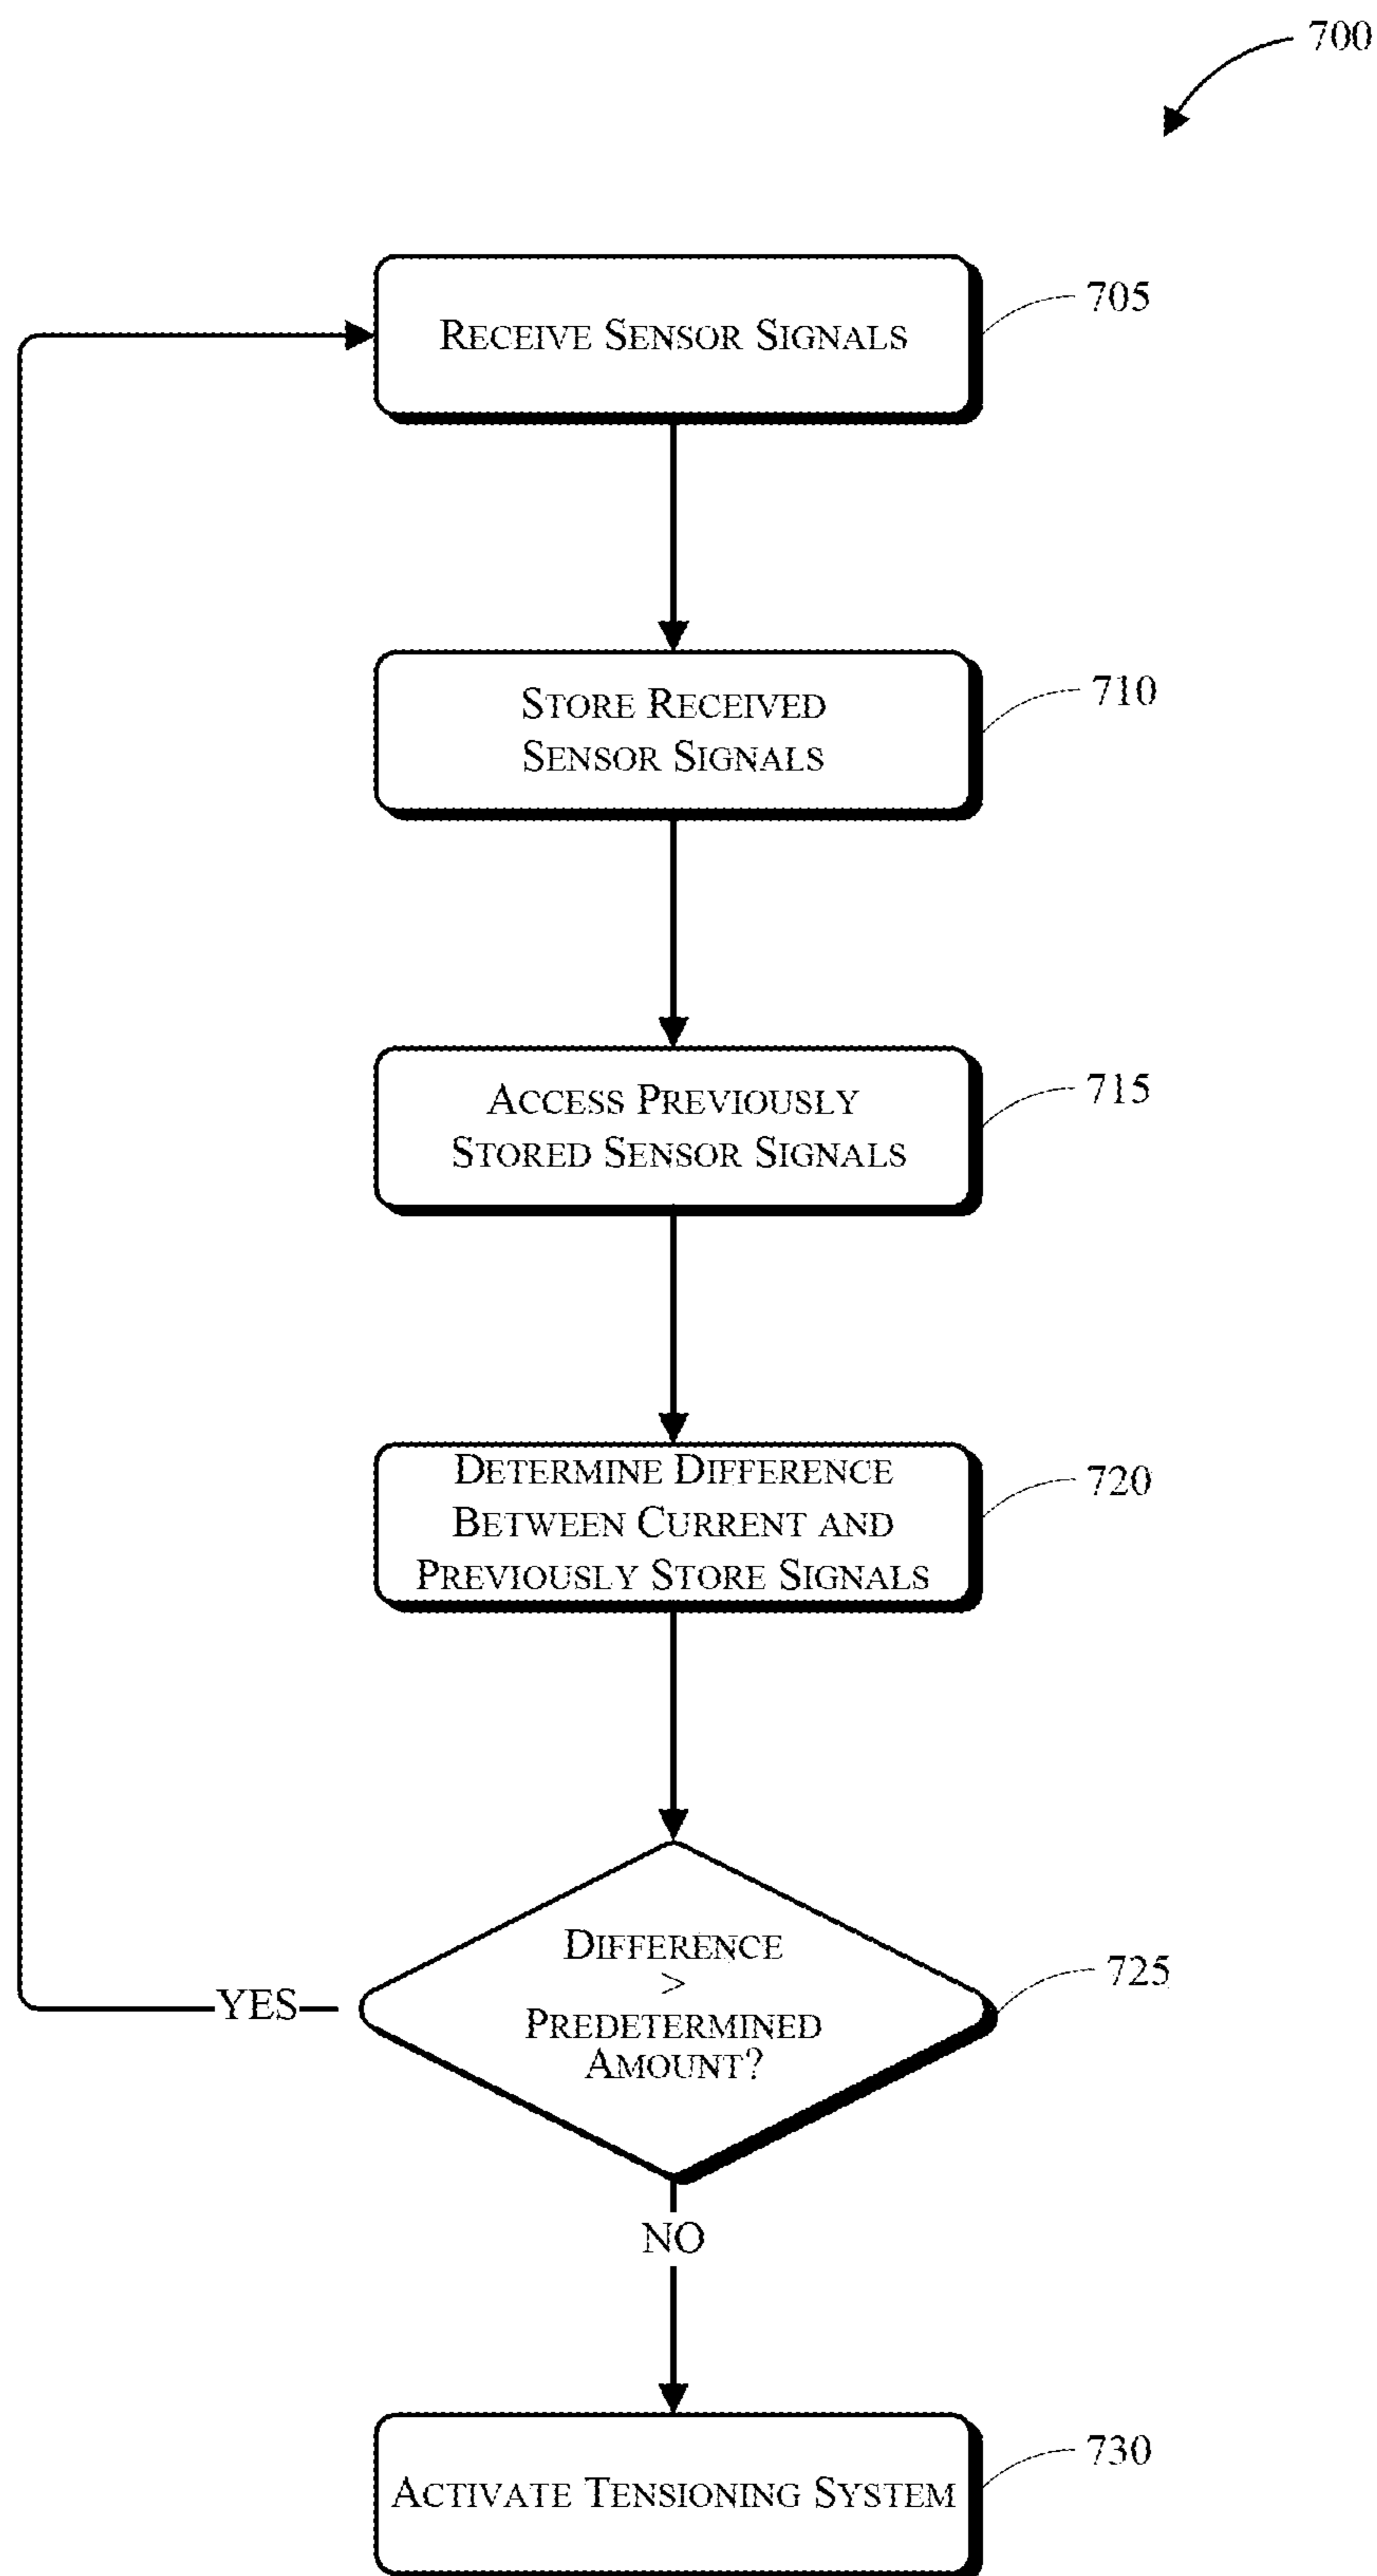 700
RECEIVE SENSOR SIGNALS
705
STORE RECEIVED
SENSOR SIGNALS
710
ACCESS PREVIOUSLY
STORED SENSOR SIGNALS
715
DETERMINE DIFFERENCE
BETWEEN CURRENT AND
PREVIOUSLY STORE SIGNALS
720
DIFFERENCE
>
PREDETERMINED
AMOUNT?
725
YES
NO
ACTIVATE TENSIONING SYSTEM
730